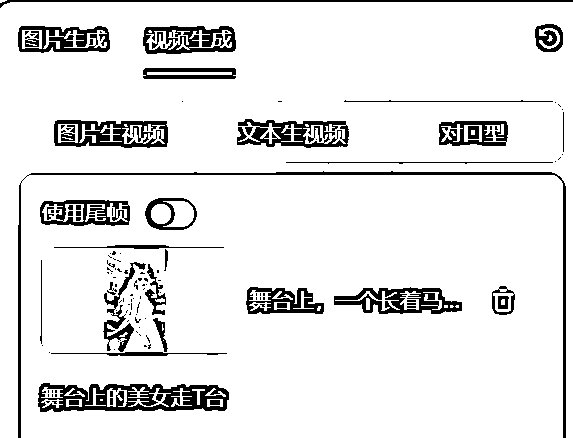 图片生成 视频生成
图片生视频 文本生视频 对口型
使用尾帧
舞台上，一个长着马...
舞台上的美女走T台